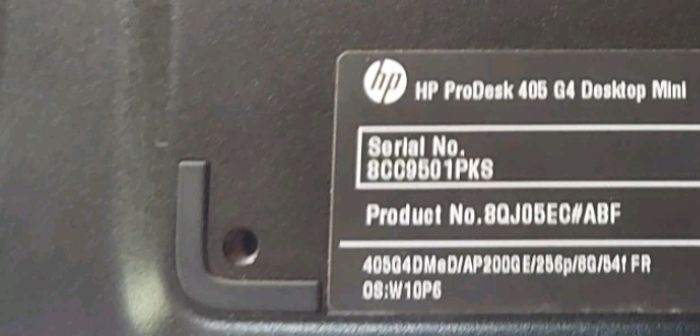 hp HP ProDesk 405 G4 Desktop Mini
Serial No.
8CC9501PKS
Product No.8QJ05EC#ABF
405G4DMeD/AP200GE/256p/8G/54f FR
OS:W10P6